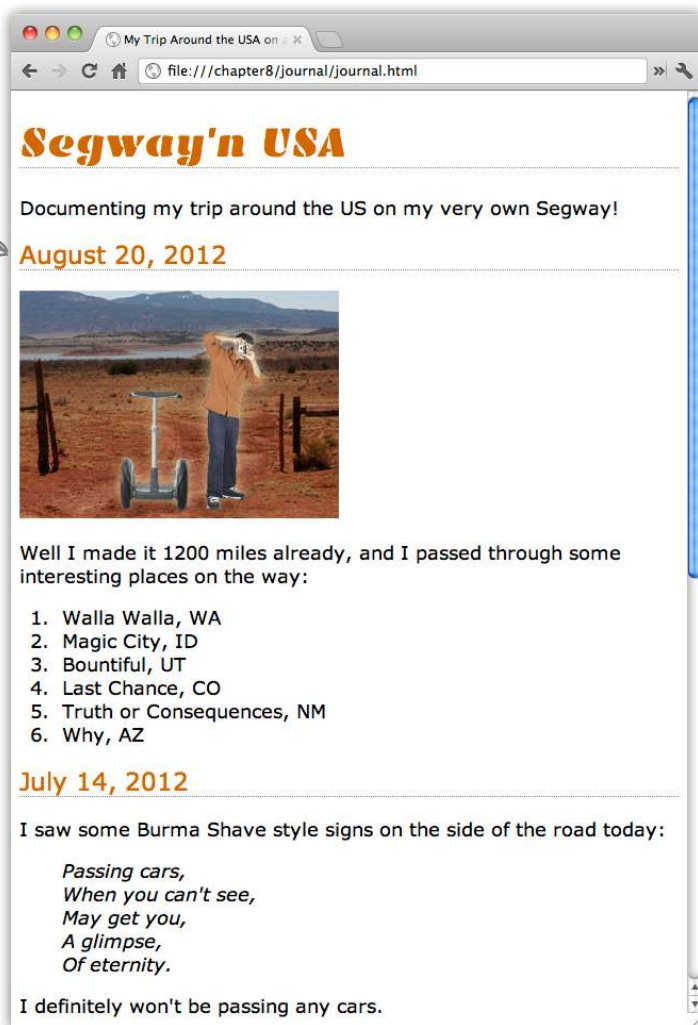 My Trip Around the USA on a
file:///chapter8/journal/journal.html
Segway'n USA
Documenting my trip around the US on my very own Segway!
August 20, 2012
Well I made it 1200 miles already, and I passed through some
interesting places on the way:
1. Walla Walla, WA
2. Magic City, ID
3. Bountiful, UT
4. Last Chance, CO
5. Truth or Consequences, NM
6. Why, AZ
July 14, 2012
I saw some Burma Shave style signs on the side of the road today:
Passing cars,
When you can't see,
May get you,
A glimpse,
Of eternity.
I definitely won't be passing any cars.